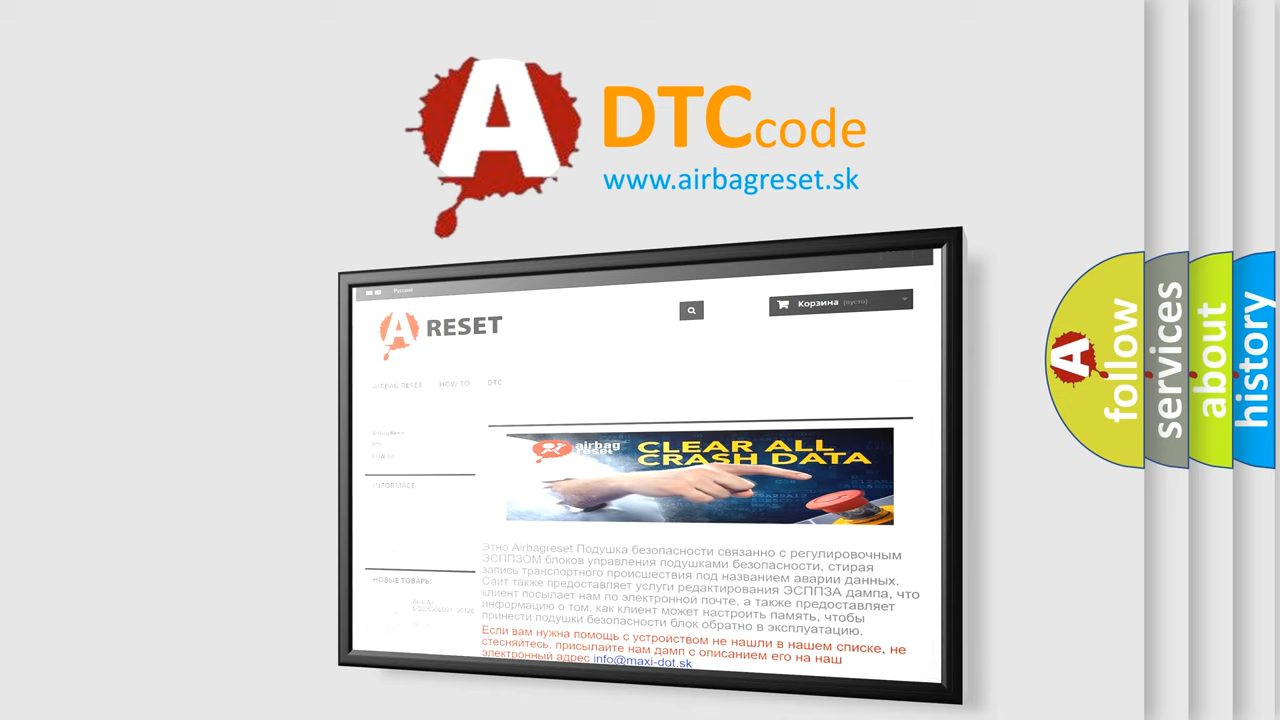 A
DTCcode
www.airbagreset.sk
Русский
A RESET
Корзина (пусто)
AIRBAG RESET HOW TO DTC
DTC
INFORMACE
airbag reset
CLEAR ALL
CRASH DATA
Этно Airbagreset Подушка безопасности связанно с регулировочным
ЭСППЗОМ блоков управления подушками безопасности, стирая
запись транспортного происшествия под названием аварии данных.
Сайт также предоставляет услуги редактирования ЭСППЗА дампа, что
клиент посылает нам по электронной почте, а также предоставляет
информацию о том, как клиент может настроить память, чтобы
принести подушки безопасности блок обратно в эксплуатацию.
Если вам нужна помощь с устройством не нашли в нашем списке, не
стесняйтесь, присылайте нам дамп с описанием его на наш
электронный адрес info@maxi-dot.sk
НОВЫЕ ТОВАРЫ
A
follow
services
about
history